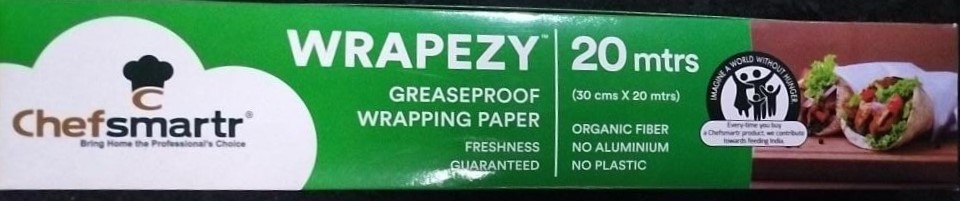 Chefsmartr®
Bring Home the Professional's Choice
WRAPEZY™
GREASEPROOF
WRAPPING PAPER
FRESHNESS
GUARANTEED
20 mtrs
(30 cms X 20 mtrs)
ORGANIC FIBER
NO ALUMINIUM
NO PLASTIC
IMAGINE A WORLD WITHOUT HUNGER
Every-time you buy
a Chefsmartr product, we contribute
towards feeding India.